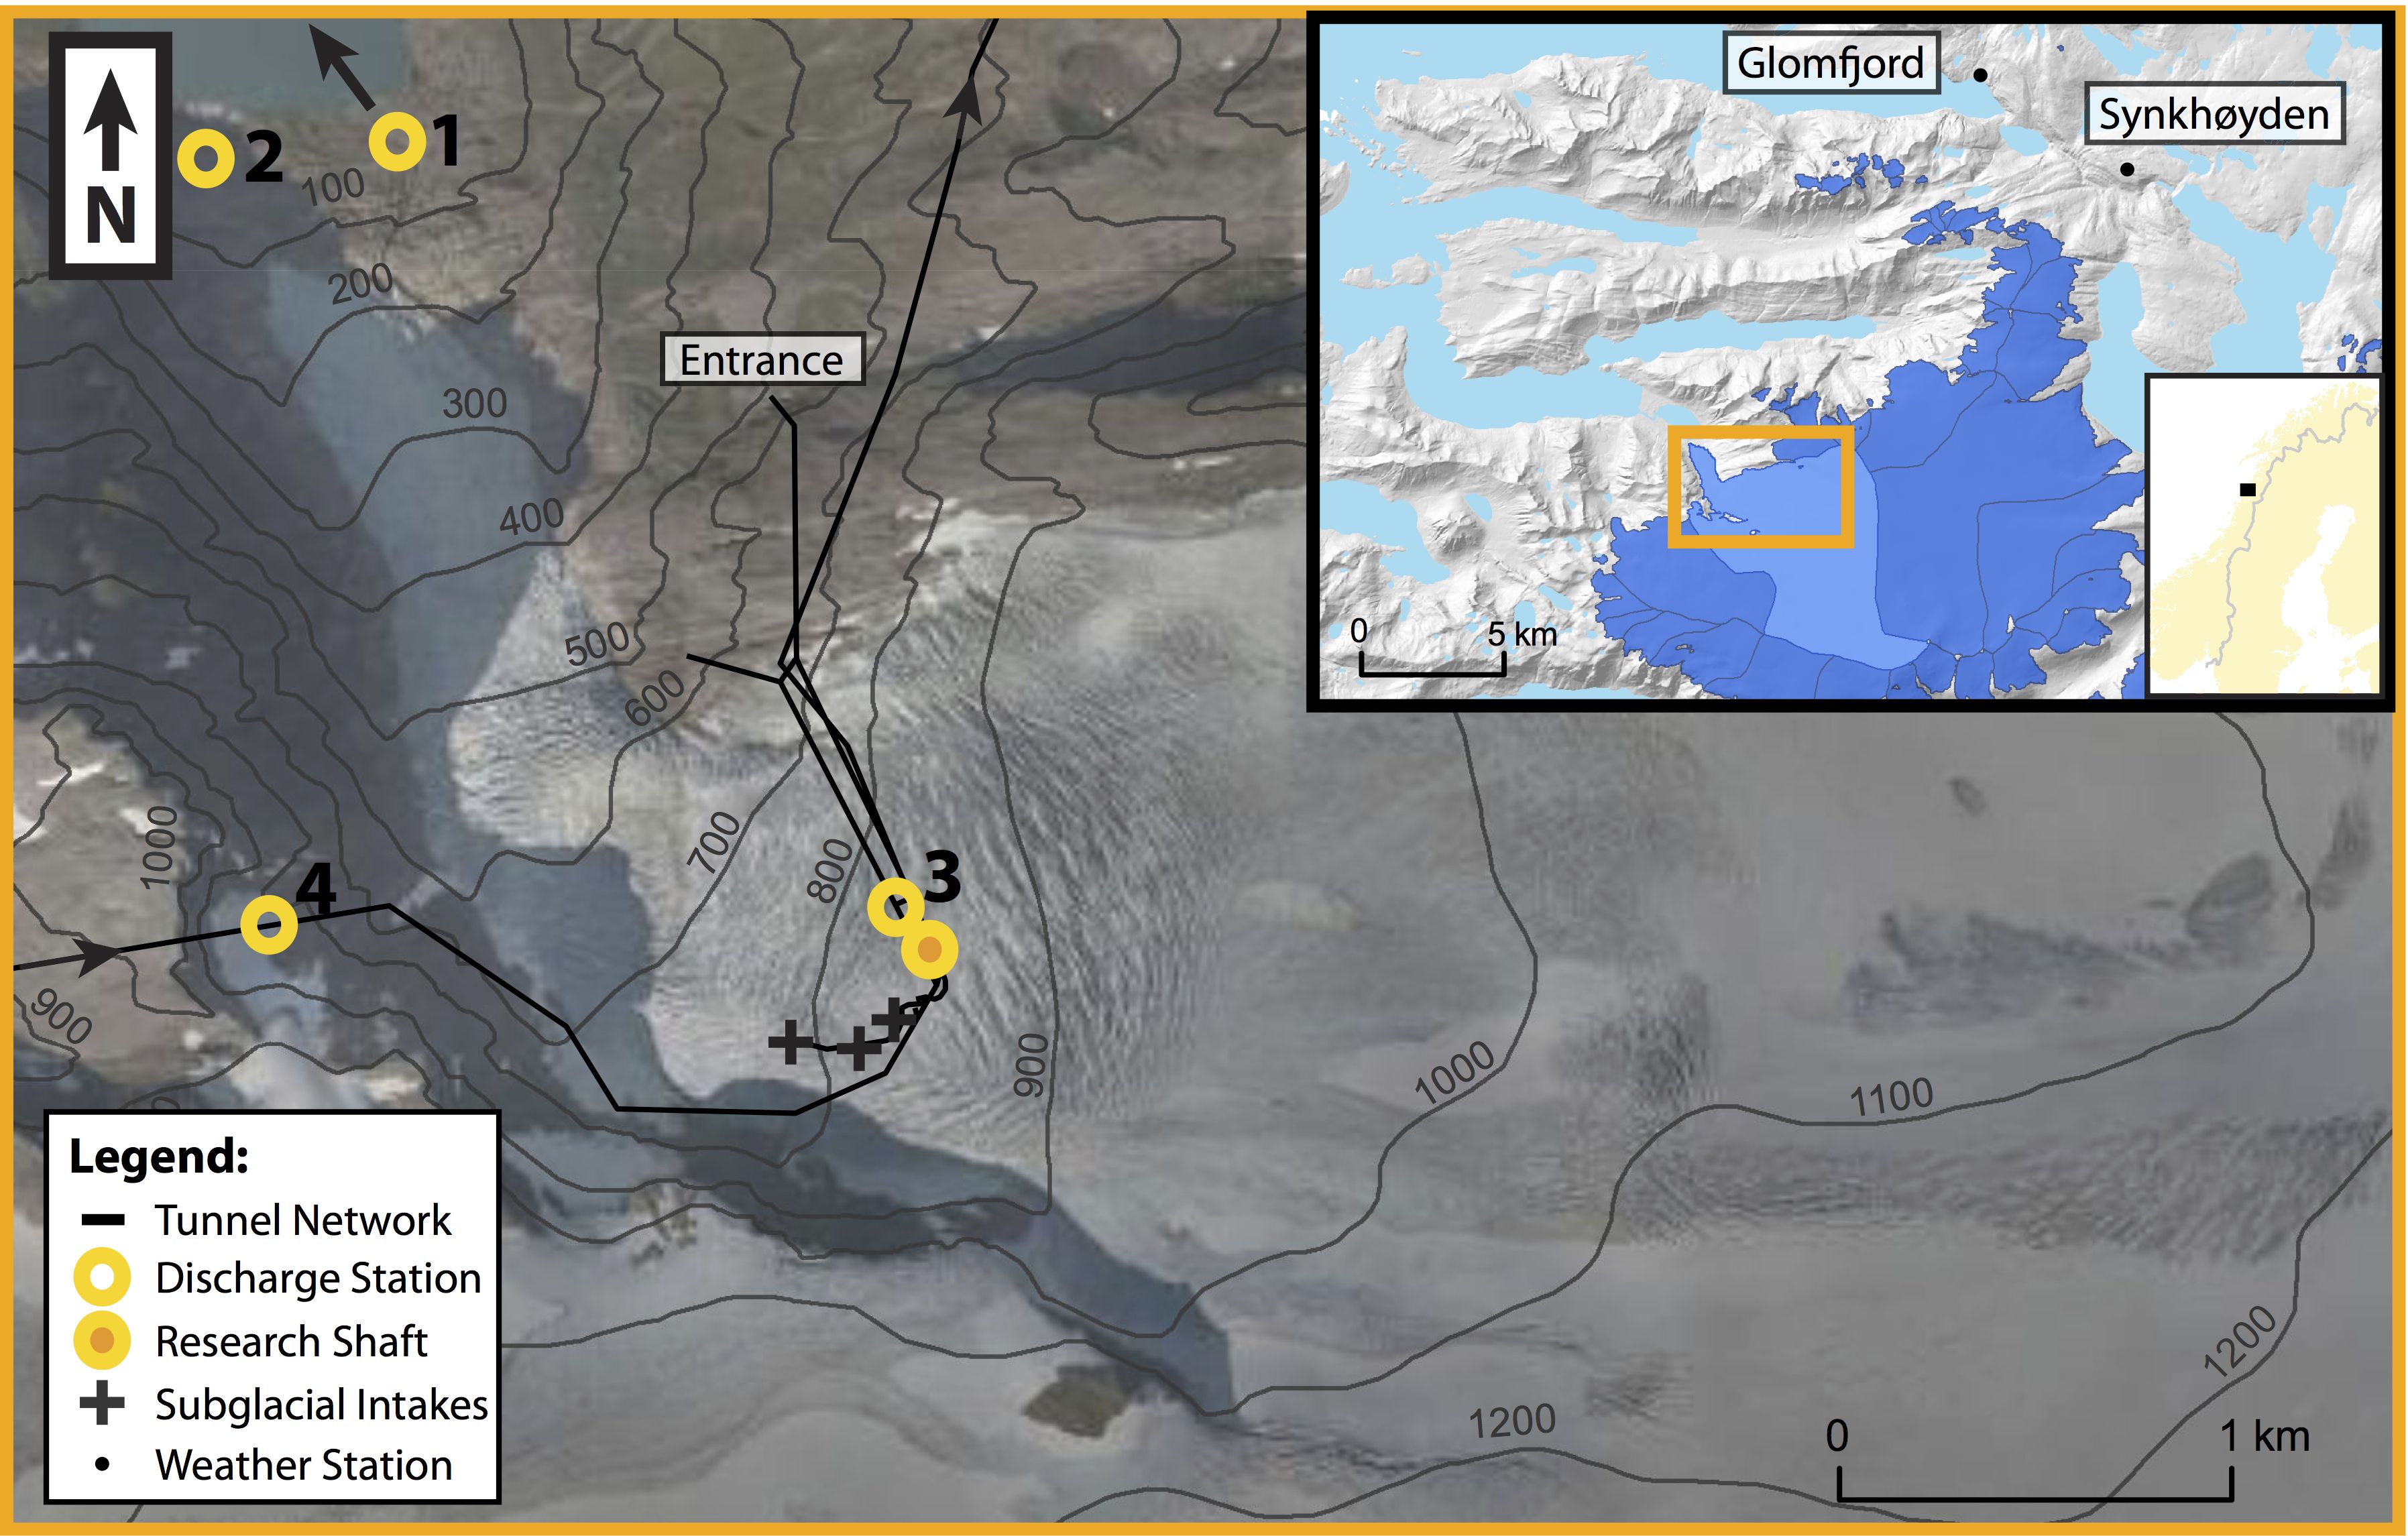 N
2
1
100
200
300
400
500
600
700
800
900
1000
900
1000
1100
1200
1200
Entrance
3
4
Glomfjord
Synkhøyden
0
5 km
Legend:
Tunnel Network
Discharge Station
Research Shaft
Subglacial Intakes
Weather Station
0
1 km